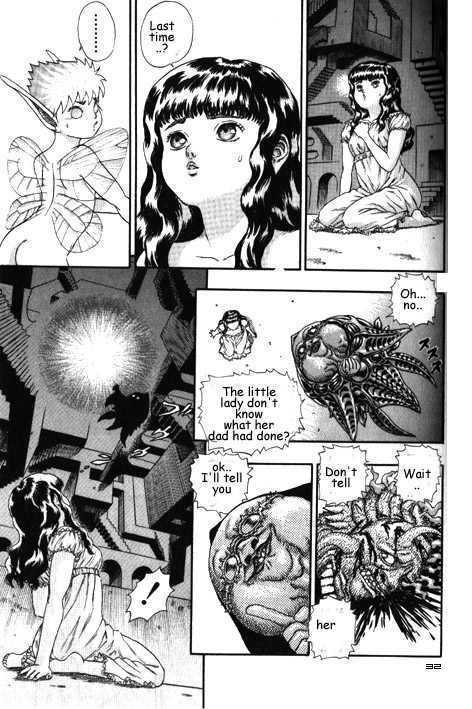 Last
time
..?
........
Oh...
no..
The little
lady don't
know
what her
dad had done?
Wait
..
Don't
tell
her
ok..
I'll tell
you
!
32